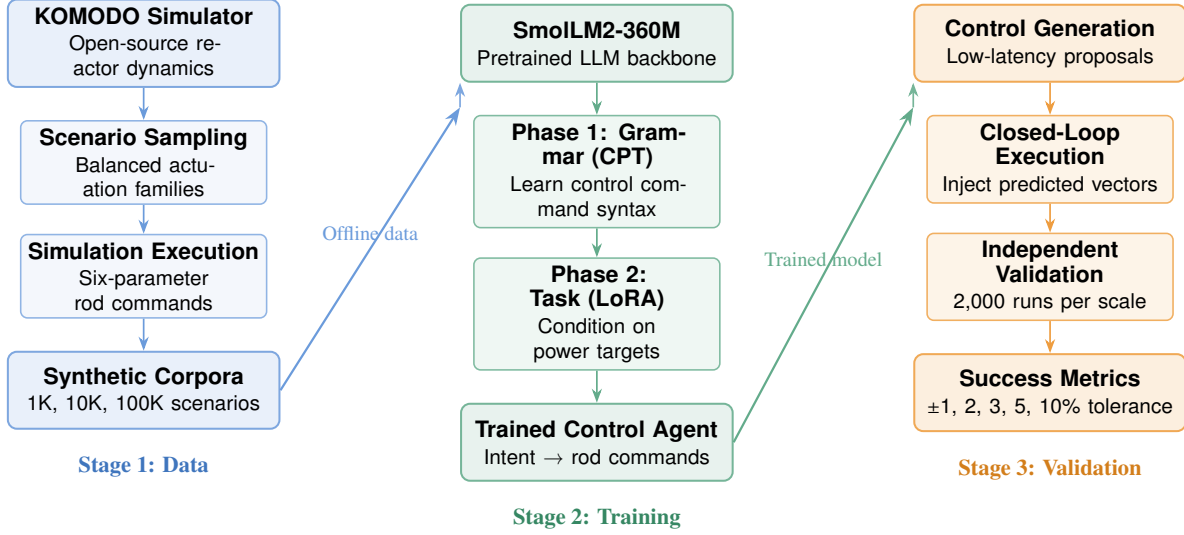 KOMODO Simulator
Open-source re-
actor dynamics
Scenario Sampling
Balanced actu-
ation families
Simulation Execution
Six-parameter
rod commands
Synthetic Corpora
1K, 10K, 100K scenarios
Stage 1: Data
Offline data
SmolLM2-360M
Pretrained LLM backbone
Phase 1: Gram-
mar (CPT)
Learn control com-
mand syntax
Phase 2:
Task (LoRA)
Condition on
power targets
Trained Control Agent
Intent → rod commands
Stage 2: Training
Trained model
Control Generation
Low-latency proposals
Closed-Loop
Execution
Inject predicted vectors
Independent
Validation
2,000 runs per scale
Success Metrics
±1, 2, 3, 5, 10% tolerance
Stage 3: Validation